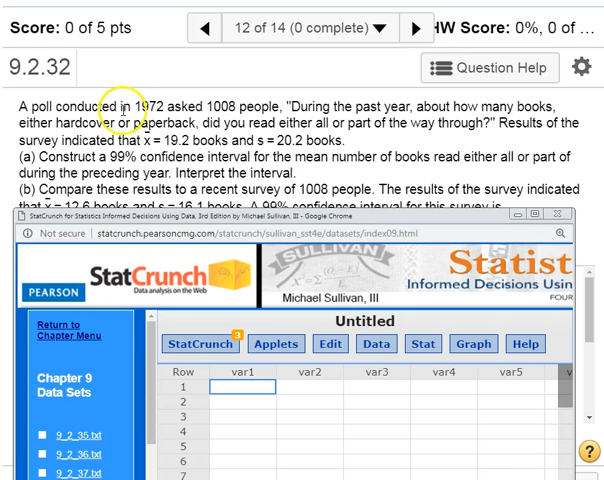 Score: 0 of 5 pts
12 of 14 (0 complete)
HW Score: 0%, 0 of ...
9.2.32
Question Help
A poll conducted in 1972 asked 1008 people, "During the past year, about how many books,
either hardcover or paperback, did you read either all or part of the way through?" Results of the
survey indicated that x̄ = 19.2 books and s = 20.2 books.
(a) Construct a 99% confidence interval for the mean number of books read either all or part of
during the preceding year. Interpret the interval.
(b) Compare these results to a recent survey of 1008 people. The results of the survey indicated
that x̄ = 12.6 books and s = 16.1 books. A 99% confidence interval for this survey is
StatCrunch for Statistics Informed Decisions Using Data, 3rd Edition by Michael Sullivan, III - Google Chrome
Not secure | statcrunch.pearsoncmg.com/statcrunch/sullivan_sst4e/datasets/index09.html
PEARSON
StatCrunch
Data analysis on the Web
SULLIVAN
Michael Sullivan, III
Statist
Informed Decisions Usin
FOUR
Return to
Chapter Menu
Chapter 9
Data Sets
9_2_35.txt
9_2_36.txt
9_2_37.txt
Untitled
StatCrunch 3 Applets Edit Data Stat Graph Help
Row var1 var2 var3 var4 var5 v
1
2
3
4
5
6
7
?